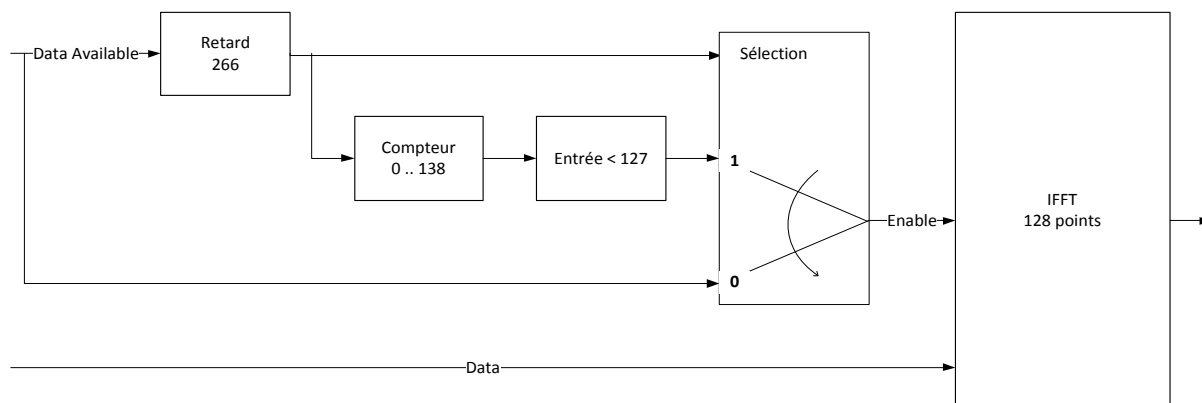 Data Available
Retard
266
Sélection
Compteur
0 .. 138
Entrée < 127
1
Enable
IFFT
128 points
0
Data